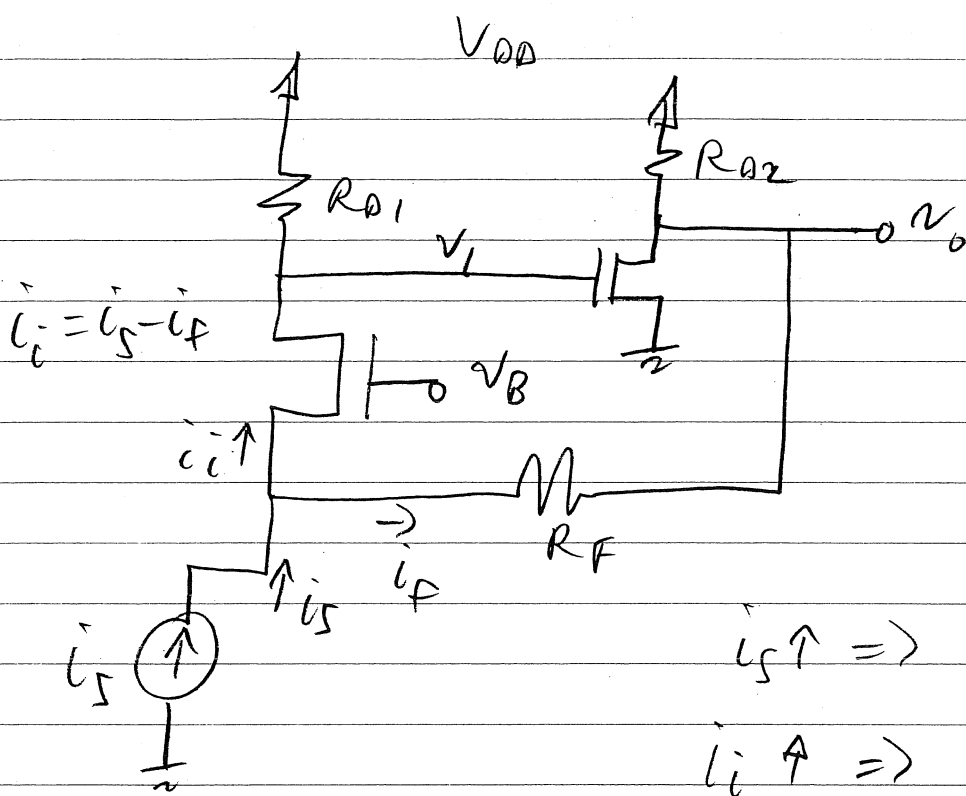 V_DD
R_D2
R_D1
v_o
v_1
i_i = i_s - i_f
v_B
i_i ↑
R_F
→
i_f
↑ i_s
i_s
i_s ↑ =>
i_i ↑ =>